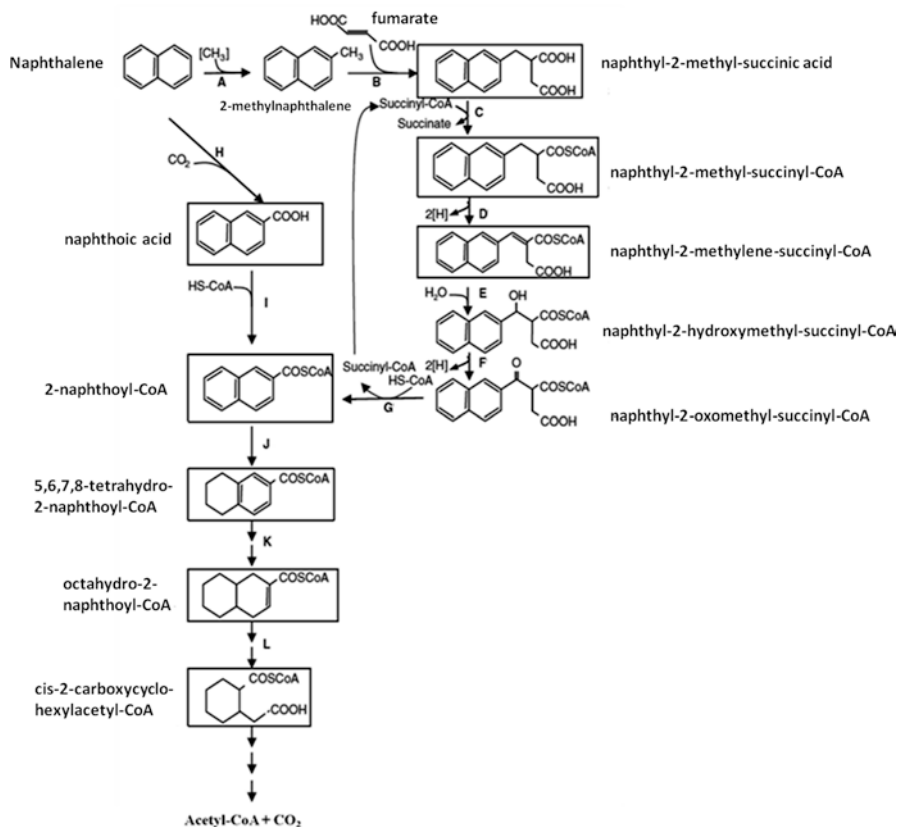 Naphthalene
[CH₃]
A
CH₃
2-methylnaphthalene
HOOC
fumarate
COOH
B
COOH
COOH
naphthyl-2-methyl-succinic acid
Succinyl-CoA
C
Succinate
COSCoA
COOH
naphthyl-2-methyl-succinyl-CoA
2[H]
D
COSCoA
COOH
naphthyl-2-methylene-succinyl-CoA
H₂O
E
OH
COSCoA
COOH
naphthyl-2-hydroxymethyl-succinyl-CoA
2[H]
F
O
COSCoA
COOH
naphthyl-2-oxomethyl-succinyl-CoA
Succinyl-CoA
HS-CoA
G
CO₂
H
naphthoic acid
COOH
HS-CoA
I
2-naphthoyl-CoA
COSCoA
J
5,6,7,8-tetrahydro-
2-naphthoyl-CoA
COSCoA
K
octahydro-2-
naphthoyl-CoA
COSCoA
L
cis-2-carboxycyclo-
hexylacetyl-CoA
COSCoA
COOH
Acetyl-CoA + CO₂